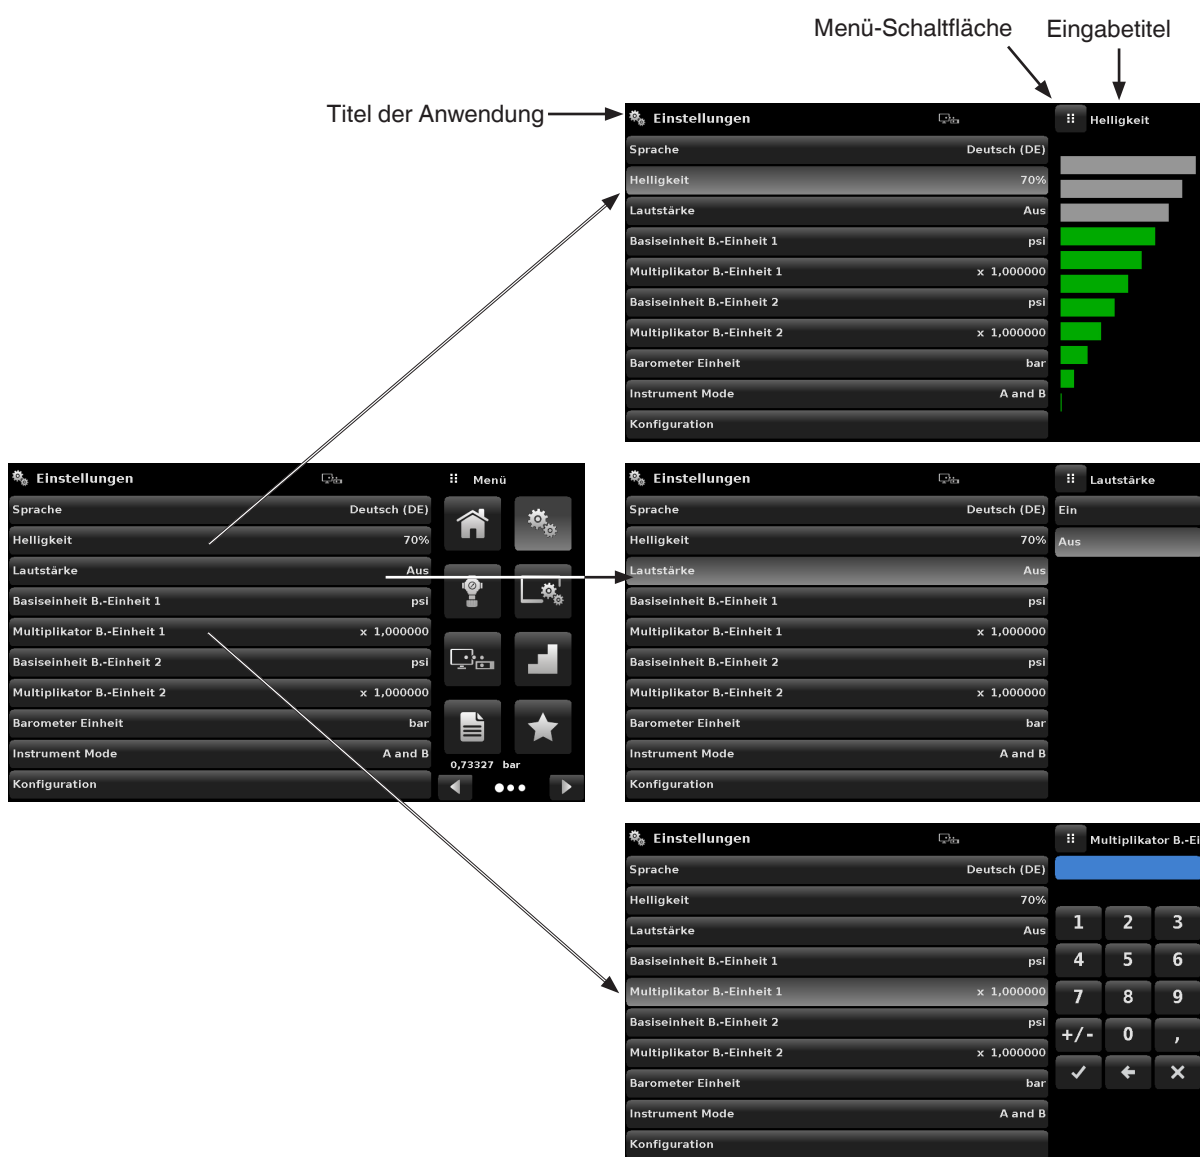 Menü-Schaltfläche Eingabetitel
Titel der Anwendung
Einstellungen
Helligkeit
Sprache Deutsch (DE)
Helligkeit 70%
Lautstärke Aus
Basiseinheit B.-Einheit 1 psi
Multiplikator B.-Einheit 1 x 1,000000
Basiseinheit B.-Einheit 2 psi
Multiplikator B.-Einheit 2 x 1,000000
Barometer Einheit bar
Instrument Mode A and B
Konfiguration
Einstellungen
Menü
Sprache Deutsch (DE)
Helligkeit 70%
Lautstärke Aus
Basiseinheit B.-Einheit 1 psi
Multiplikator B.-Einheit 1 x 1,000000
Basiseinheit B.-Einheit 2 psi
Multiplikator B.-Einheit 2 x 1,000000
Barometer Einheit bar
Instrument Mode A and B
Konfiguration
0,73327 bar
Einstellungen
Lautstärke
Sprache Deutsch (DE)
Helligkeit 70%
Lautstärke Aus
Basiseinheit B.-Einheit 1 psi
Multiplikator B.-Einheit 1 x 1,000000
Basiseinheit B.-Einheit 2 psi
Multiplikator B.-Einheit 2 x 1,000000
Barometer Einheit bar
Instrument Mode A and B
Konfiguration
Ein
Aus
Einstellungen
Multiplikator B.-Ei
Sprache Deutsch (DE)
Helligkeit 70%
Lautstärke Aus
Basiseinheit B.-Einheit 1 psi
Multiplikator B.-Einheit 1 x 1,000000
Basiseinheit B.-Einheit 2 psi
Multiplikator B.-Einheit 2 x 1,000000
Barometer Einheit bar
Instrument Mode A and B
Konfiguration
1 2 3
4 5 6
7 8 9
+/- 0 ,